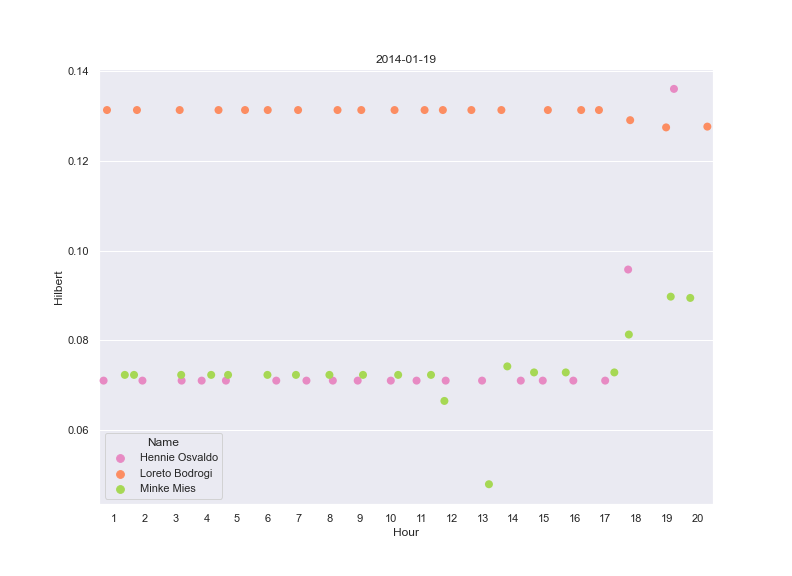 2014-01-19
Hilbert
0.14
0.12
0.10
0.08
0.06
Name
Hennie Osvaldo
Loreto Bodrogi
Minke Mies
1 2 3 4 5 6 7 8 9 10 11 12 13 14 15 16 17 18 19 20
Hour